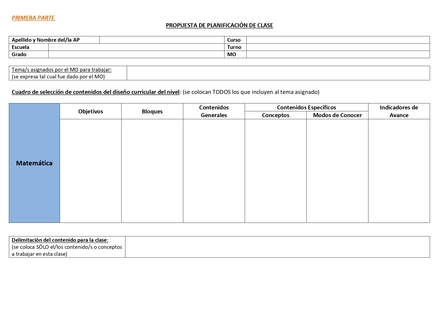 PRIMERA PARTE
PROPUESTA DE PLANIFICACIÓN DE CLASE
Apellido y Nombre del/la AP Curso
Escuela Turno
Grado MO
Tema/s asignados por el MO para trabajar:
(se expresa tal cual fue dado por el MO)
Cuadro de selección de contenidos del diseño curricular del nivel: (se colocan TODOS los que incluyen al tema asignado)
Objetivos Bloques Contenidos Generales Contenidos Específicos Indicadores de Avance
Conceptos Modos de Conocer
Matemática
Delimitación del contenido para la clase:
(se coloca SÓLO el/los contenido/s o conceptos
a trabajar en esta clase)